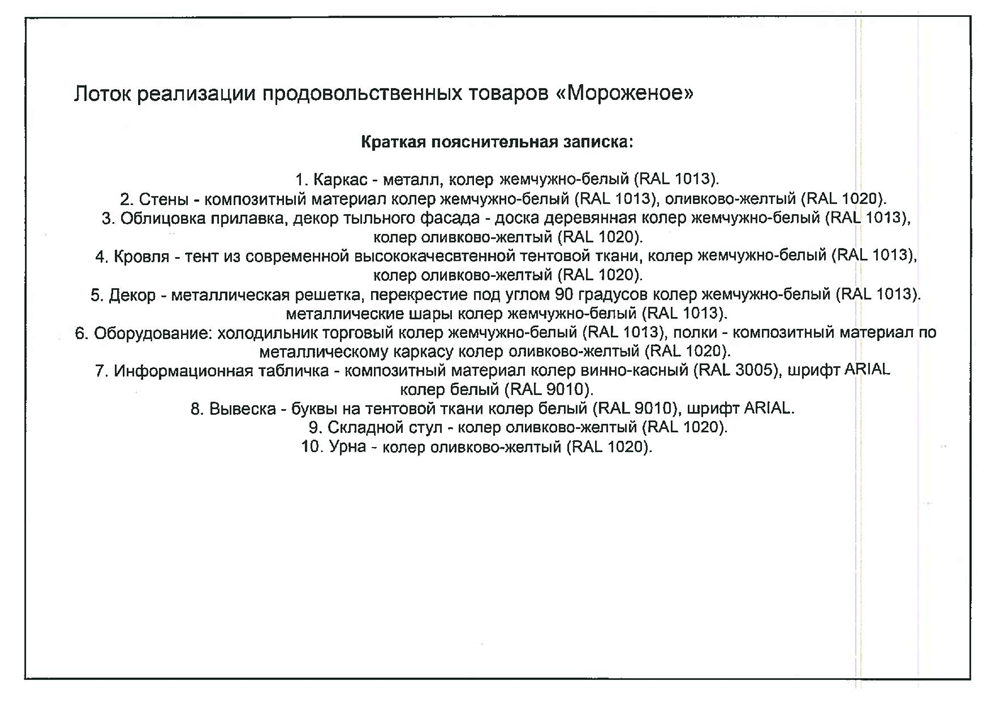 Лоток реализации продовольственных товаров «Мороженое»
Краткая пояснительная записка:
1. Каркас - металл, колер жемчужно-белый (RAL 1013).
2. Стены - композитный материал колер жемчужно-белый (RAL 1013), оливково-желтый (RAL 1020).
3. Облицовка прилавка, декор тыльного фасада - доска деревянная колер жемчужно-белый (RAL 1013),
колер оливково-желтый (RAL 1020).
4. Кровля - тент из современной высококачесвтенной тентовой ткани, колер жемчужно-белый (RAL 1013),
колер оливково-желтый (RAL 1020).
5. Декор - металлическая решетка, перекрестие под углом 90 градусов колер жемчужно-белый (RAL 1013).
металлические шары колер жемчужно-белый (RAL 1013).
6. Оборудование: холодильник торговый колер жемчужно-белый (RAL 1013), полки - композитный материал по
металлическому каркасу колер оливково-желтый (RAL 1020).
7. Информационная табличка - композитный материал колер винно-касный (RAL 3005), шрифт ARIAL
колер белый (RAL 9010).
8. Вывеска - буквы на тентовой ткани колер белый (RAL 9010), шрифт ARIAL.
9. Складной стул - колер оливково-желтый (RAL 1020).
10. Урна - колер оливково-желтый (RAL 1020).